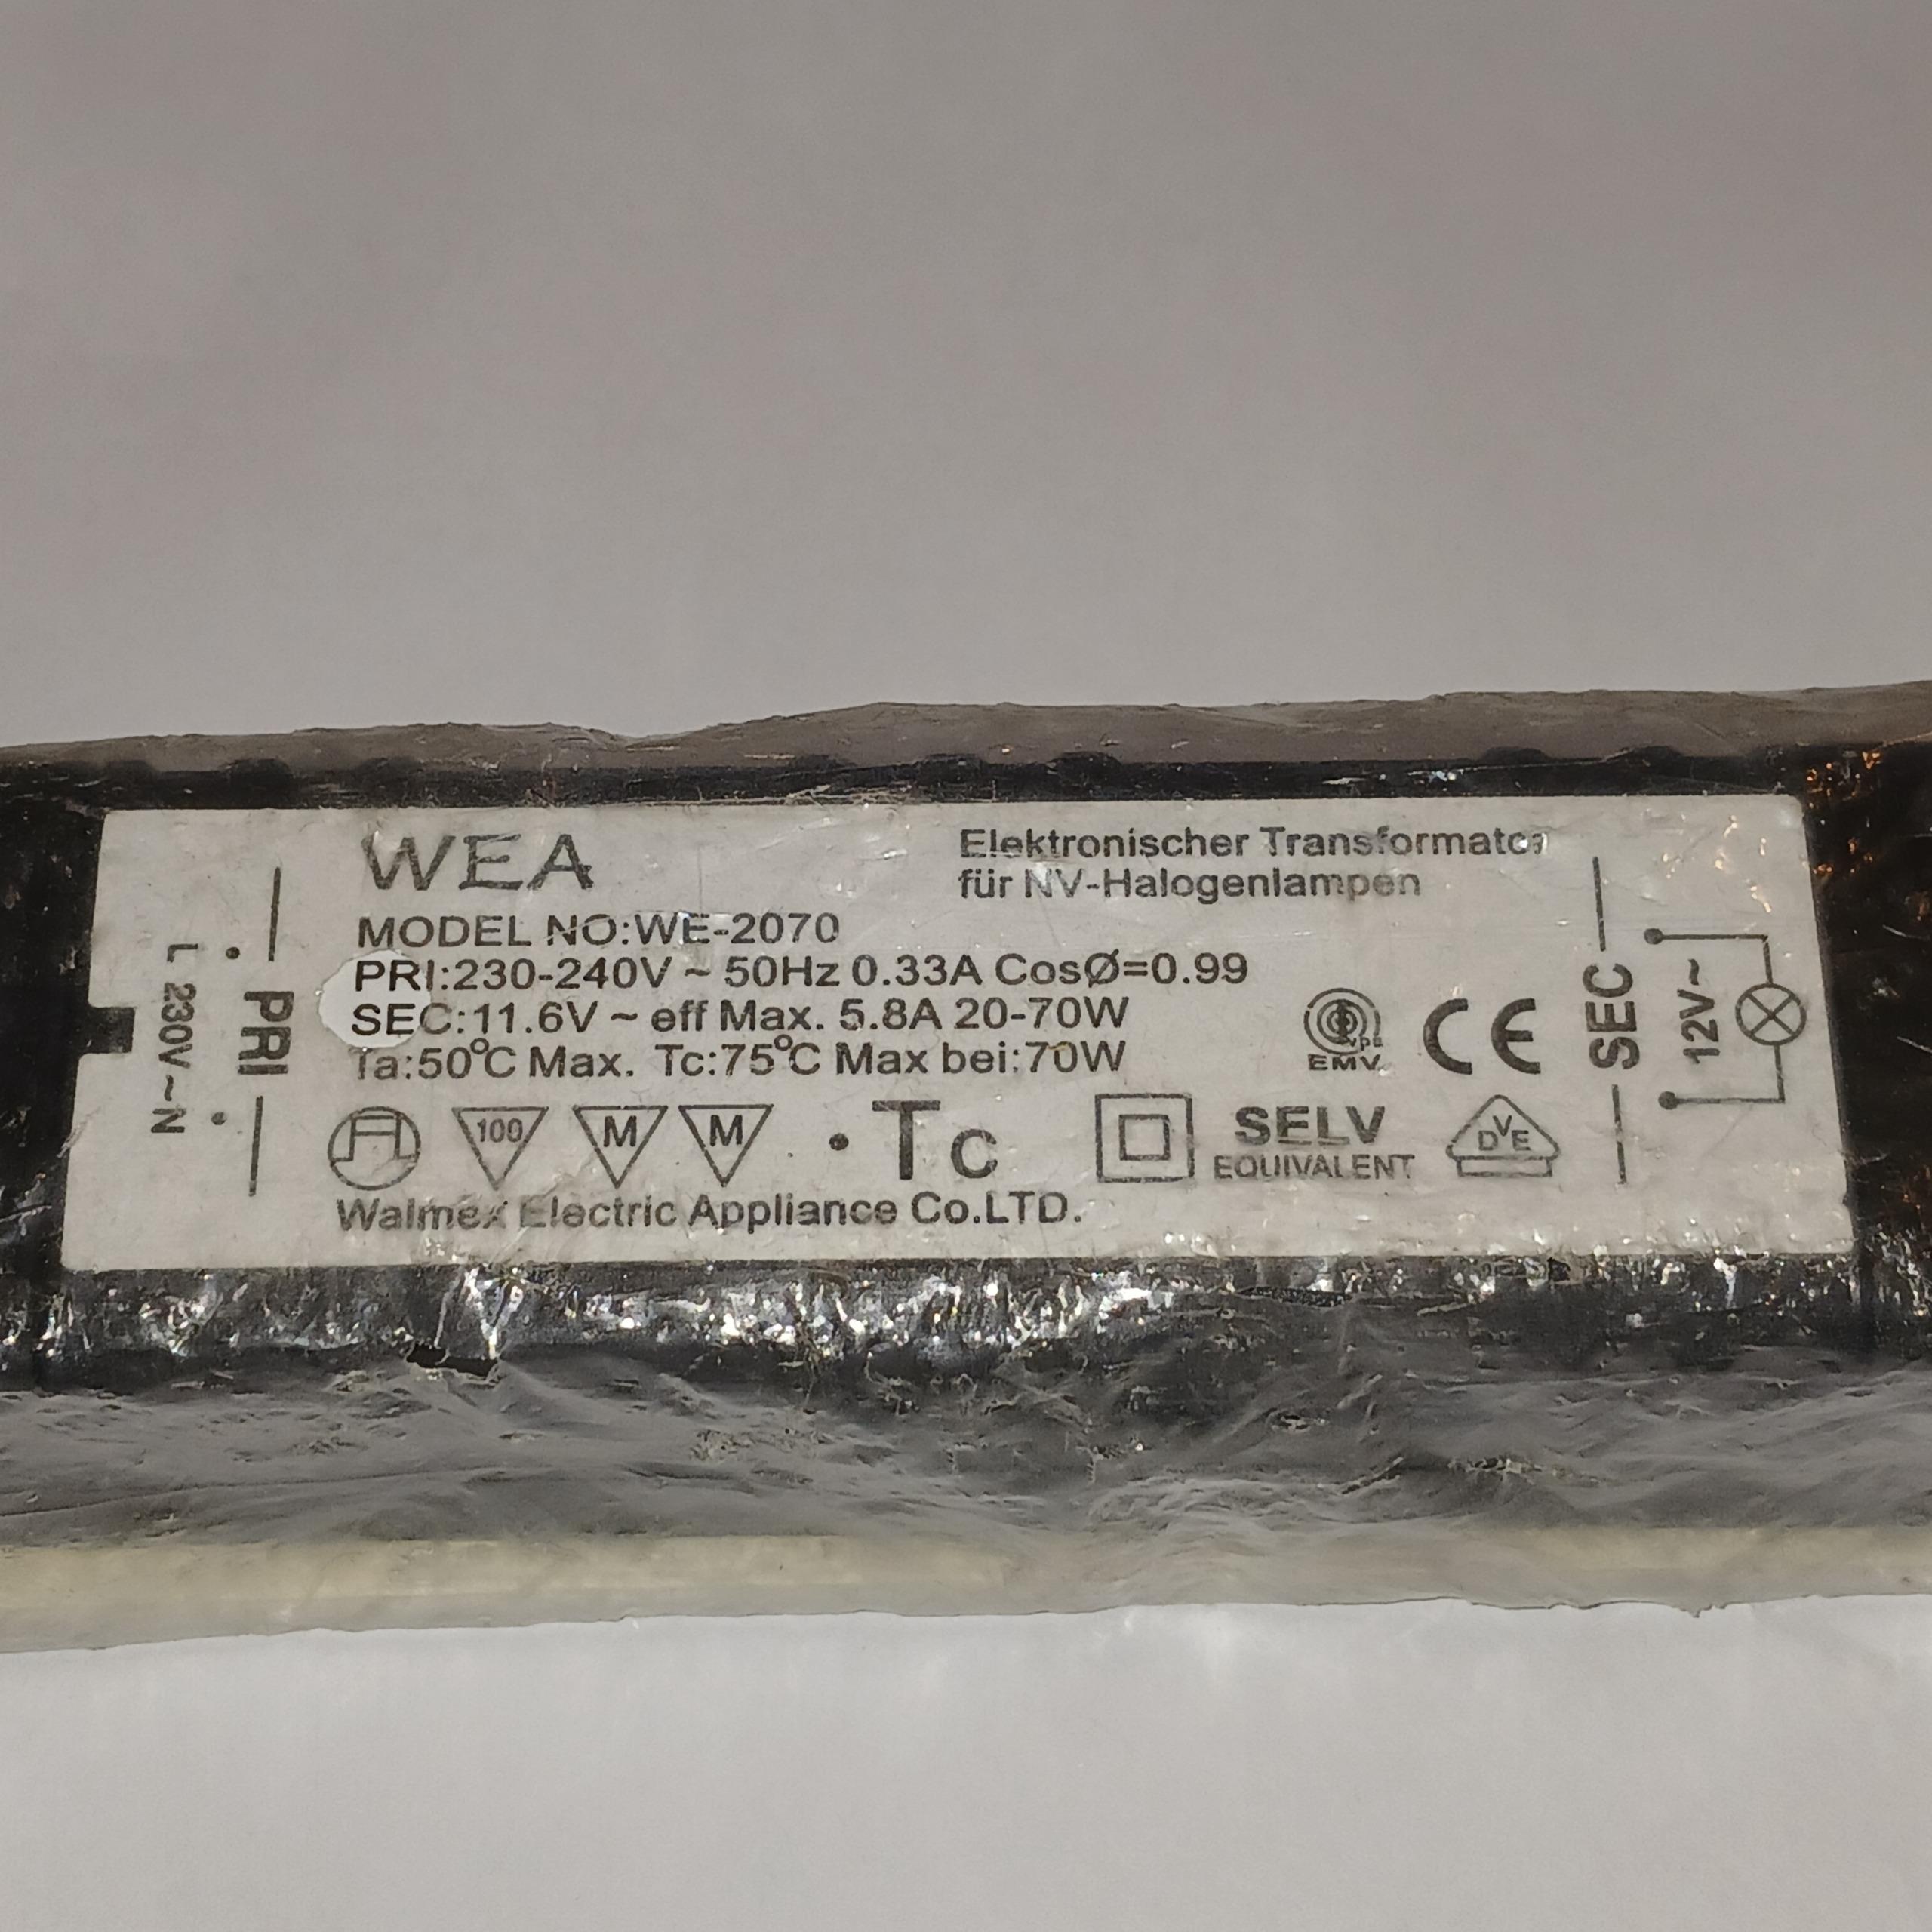 WEA
Elektronischer Transformator
für NV-Halogenlampen
MODEL NO:WE-2070
PRI:230-240V ~ 50Hz 0.33A CosØ=0.99
SEC:11.6V ~ eff Max. 5.8A 20-70W
Ta:50°C Max. Tc:75°C Max bei:70W
L 230V ~ N
PRI
EMV
CE
SEC
12V~
100
M
M
• Tc
SELV
EQUIVALENT
DVE
Walmex Electric Appliance Co.LTD.